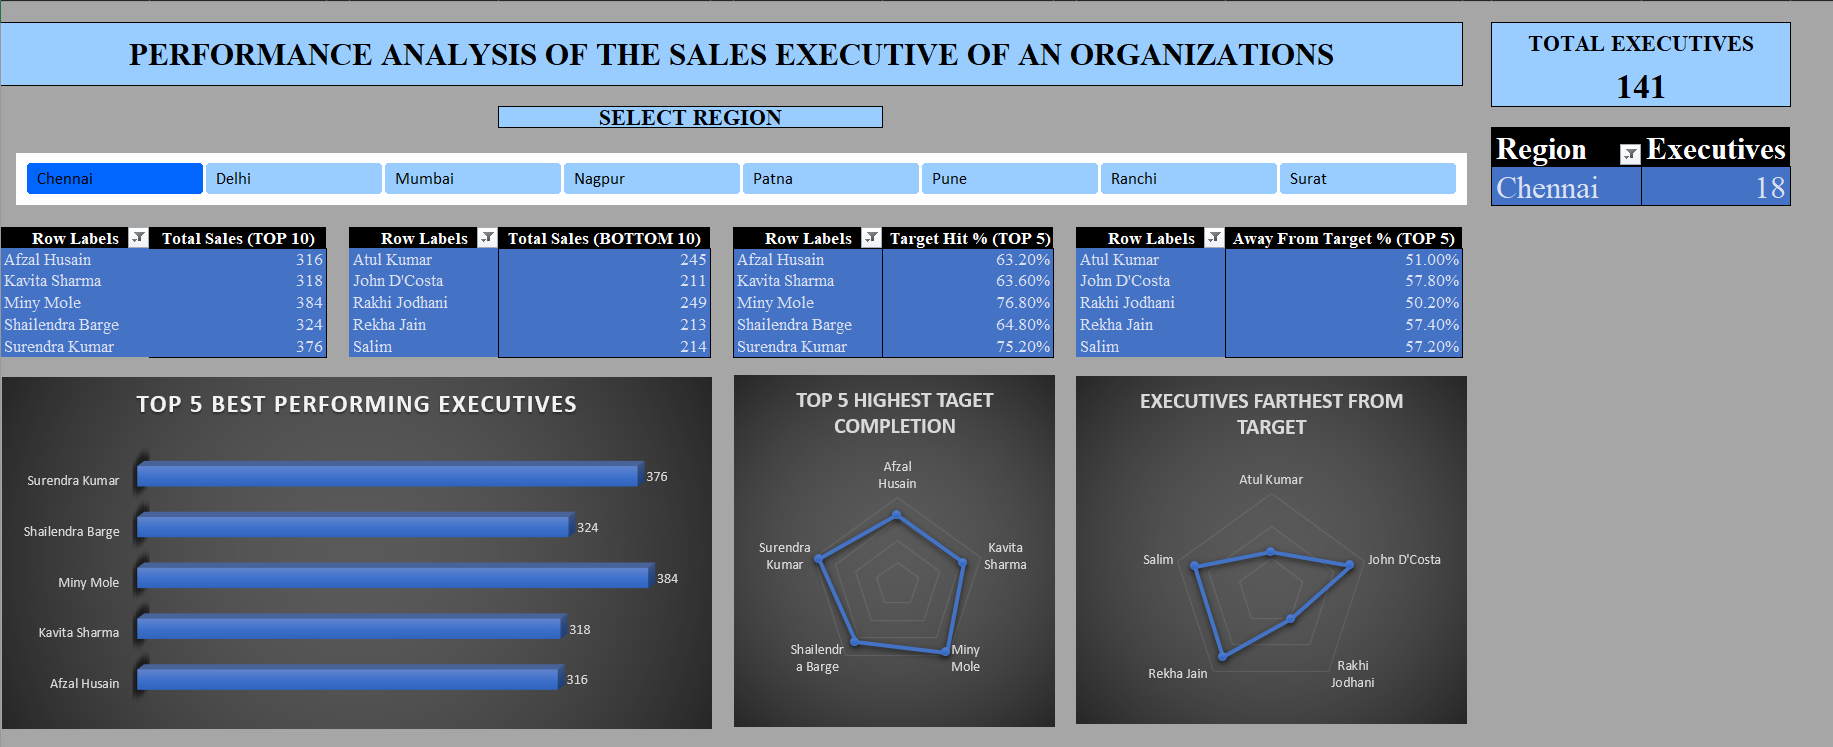 PERFORMANCE ANALYSIS OF THE SALES EXECUTIVE OF AN ORGANIZATIONS
TOTAL EXECUTIVES
141
SELECT REGION
Region Executives
Chennai 18
Chennai Delhi Mumbai Nagpur Patna Pune Ranchi Surat
Row Labels Total Sales (TOP 10)
Afzal Husain 316
Kavita Sharma 318
Miny Mole 384
Shailendra Barge 324
Surendra Kumar 376
Row Labels Total Sales (BOTTOM 10)
Atul Kumar 245
John D'Costa 211
Rakhi Jodhani 249
Rekha Jain 213
Salim 214
Row Labels Target Hit % (TOP 5)
Afzal Husain 63.20%
Kavita Sharma 63.60%
Miny Mole 76.80%
Shailendra Barge 64.80%
Surendra Kumar 75.20%
Row Labels Away From Target % (TOP 5)
Atul Kumar 51.00%
John D'Costa 57.80%
Rakhi Jodhani 50.20%
Rekha Jain 57.40%
Salim 57.20%
TOP 5 BEST PERFORMING EXECUTIVES
Surendra Kumar 376
Shailendra Barge 324
Miny Mole 384
Kavita Sharma 318
Afzal Husain 316
TOP 5 HIGHEST TAGET
COMPLETION
Afzal
Husain
Kavita
Sharma
Miny
Mole
Shailendr
a Barge
Surendra
Kumar
EXECUTIVES FARTHEST FROM
TARGET
Atul Kumar
John D'Costa
Rakhi
Jodhani
Rekha Jain
Salim